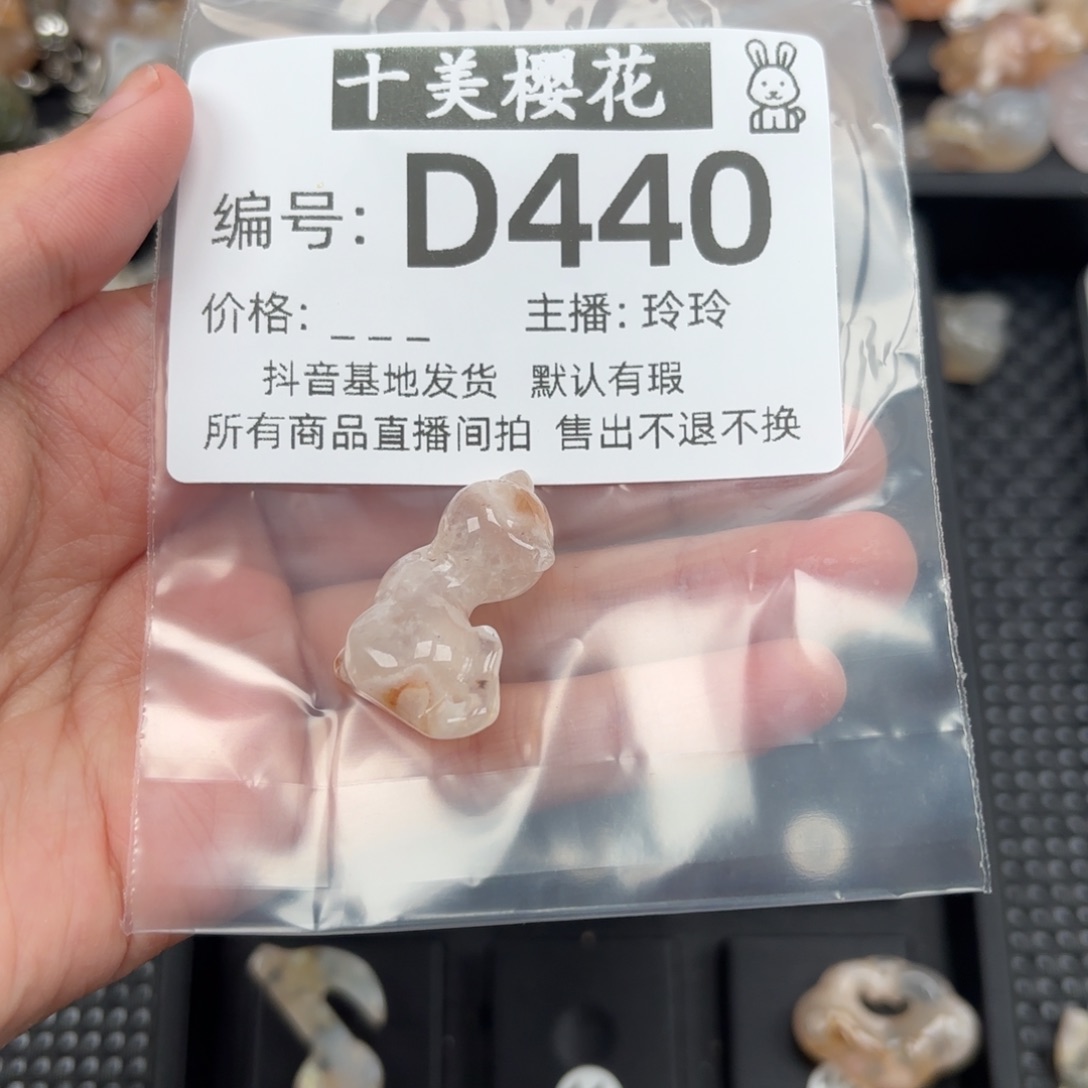 十美樱花
编号: D440
价格: _ _ _ 主播: 玲玲
抖音基地发货 默认有瑕
所有商品直播间拍 售出不退不换